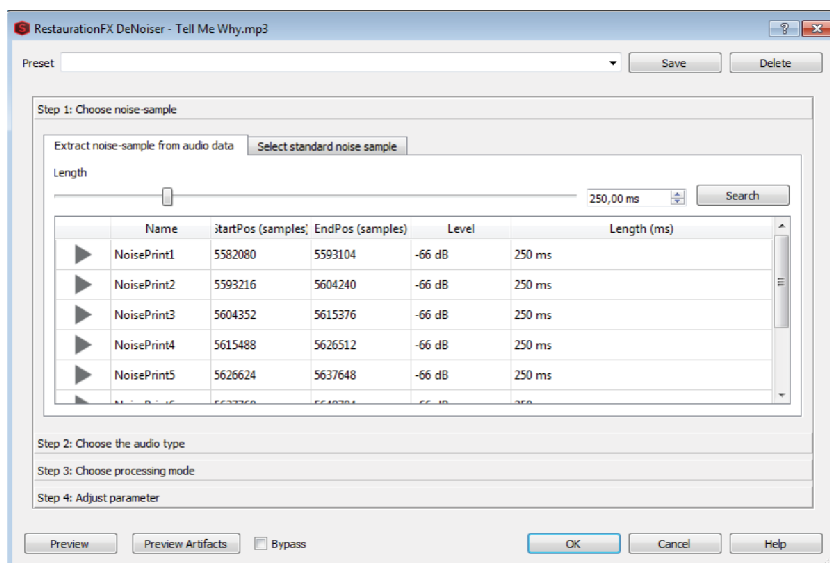 RestaurationFX DeNoiser - Tell Me Why.mp3
Preset Save Delete
Step 1: Choose noise-sample
Extract noise-sample from audio data Select standard noise sample
Length
250,00 ms Search
Name StartPos (samples) EndPos (samples) Level Length (ms)
NoisePrint1 5582080 5593104 -66 dB 250 ms
NoisePrint2 5593216 5604240 -66 dB 250 ms
NoisePrint3 5604352 5615376 -66 dB 250 ms
NoisePrint4 5615488 5626512 -66 dB 250 ms
NoisePrint5 5626624 5637648 -66 dB 250 ms
Step 2: Choose the audio type
Step 3: Choose processing mode
Step 4: Adjust parameter
Preview Preview Artifacts Bypass OK Cancel Help